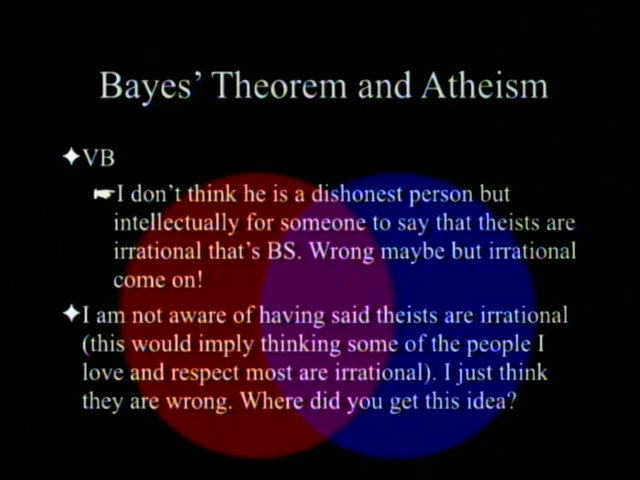 Bayes’ Theorem and Atheism
VB
I don’t think he is a dishonest person but
intellectually for someone to say that theists are
irrational that’s BS. Wrong maybe but irrational
come on!
I am not aware of having said theists are irrational
(this would imply thinking some of the people I
love and respect most are irrational). I just think
they are wrong. Where did you get this idea?